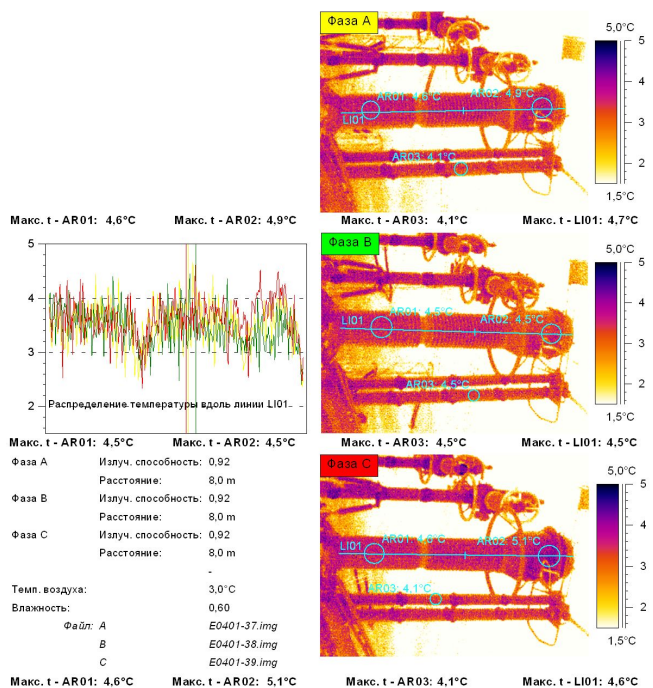 Фаза A
5,0°C
5
4
3
2
1,5°C
AR01: 4,6°C
AR02: 4,9°C
LI01
AR03: 4,1°C
Макс. t - AR01: 4,6°C Макс. t - AR02: 4,9°C Макс. t - AR03: 4,1°C Макс. t - LI01: 4,7°C
5
4
3
2
Распределение температуры вдоль линии LI01
Фаза B
5,0°C
5
4
3
2
1,5°C
AR01: 4,5°C
AR02: 4,5°C
LI01
AR03: 4,5°C
Макс. t - AR01: 4,5°C Макс. t - AR02: 4,5°C Макс. t - AR03: 4,5°C Макс. t - LI01: 4,5°C
Фаза A Излуч. способность: 0,92
Расстояние: 8,0 m
Фаза B Излуч. способность: 0,92
Расстояние: 8,0 m
Фаза C Излуч. способность: 0,92
Расстояние: 8,0 m
-
Темп. воздуха: 3,0°C
Влажность: 0,60
Файл: A E0401-37.img
B E0401-38.img
C E0401-39.img
Фаза C
5,0°C
5
4
3
2
1,5°C
AR01: 4,6°C
AR02: 5,1°C
LI01
AR03: 4,1°C
Макс. t - AR01: 4,6°C Макс. t - AR02: 5,1°C Макс. t - AR03: 4,1°C Макс. t - LI01: 4,6°C